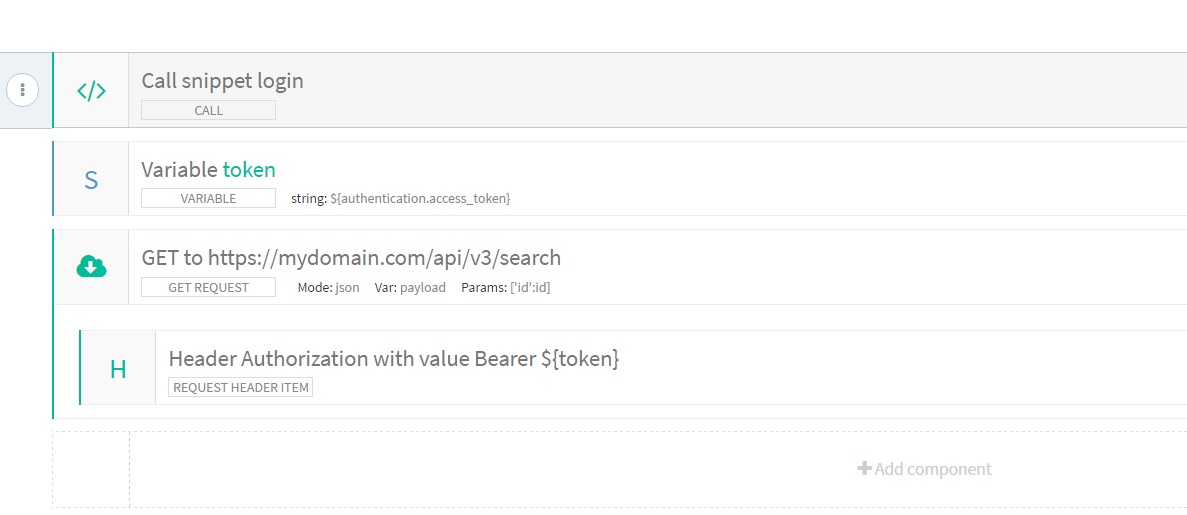 </> Call snippet login
CALL
S Variable token
VARIABLE string: ${authentication.access_token}
GET to https://mydomain.com/api/v3/search
GET REQUEST Mode: json Var: payload Params: ['id':id]
H Header Authorization with value Bearer ${token}
REQUEST HEADER ITEM
Add component